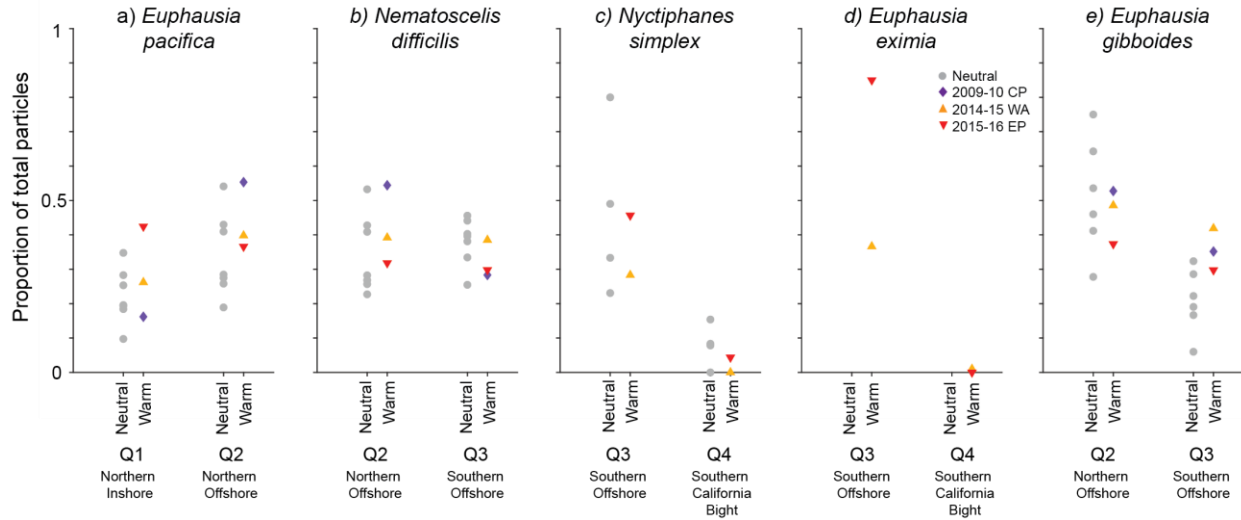 a) Euphausia
pacifica
b) Nematoscelis
difficilis
c) Nyctiphanes
simplex
d) Euphausia
eximia
e) Euphausia
gibboides
Proportion of total particles
1
0.5
0
Neutral
2009-10 CP
2014-15 WA
2015-16 EP
Neutral
Warm
Neutral
Warm
Neutral
Warm
Neutral
Warm
Neutral
Warm
Neutral
Warm
Neutral
Warm
Neutral
Warm
Neutral
Warm
Neutral
Warm
Q1
Northern
Inshore
Q2
Northern
Offshore
Q2
Northern
Offshore
Q3
Southern
Offshore
Q3
Southern
Offshore
Q4
Southern
California
Bight
Q3
Southern
Offshore
Q4
Southern
California
Bight
Q2
Northern
Offshore
Q3
Southern
Offshore